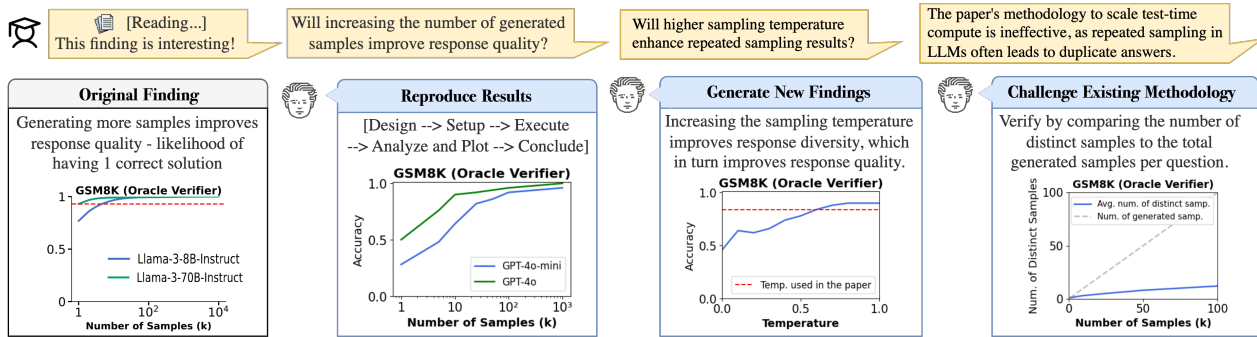 [Reading...]
This finding is interesting!
Will increasing the number of generated
samples improve response quality?
Will higher sampling temperature
enhance repeated sampling results?
The paper's methodology to scale test-time
compute is ineffective, as repeated sampling in
LLMs often leads to duplicate answers.
Original Finding
Generating more samples improves
response quality - likelihood of
having 1 correct solution
GSM8K (Oracle Verifier)
1
0.5
0
Llama-3-8B-Instruct
Llama-3-70B-Instruct
1
10²
10⁴
Number of Samples (k)
Reproduce Results
[Design --> Setup --> Execute
--> Analyze and Plot --> Conclude]
GSM8K (Oracle Verifier)
Accuracy
1.0
0.5
0.0
GPT-4o-mini
GPT-4o
1
10
10²
10³
Number of Samples (k)
Generate New Findings
Increasing the sampling temperature
improves response diversity, which
in turn improves response quality.
GSM8K (Oracle Verifier)
Accuracy
1.0
0.5
0.0
Temp. used in the paper
0.0
0.5
1.0
Temperature
Challenge Existing Methodology
Verify by comparing the number of
distinct samples to the total
generated samples per question.
GSM8K (Oracle Verifier)
Num. of Distinct Samples
100
50
0
Avg. num. of distinct samp.
Num. of generated samp.
0
50
100
Number of Samples (k)